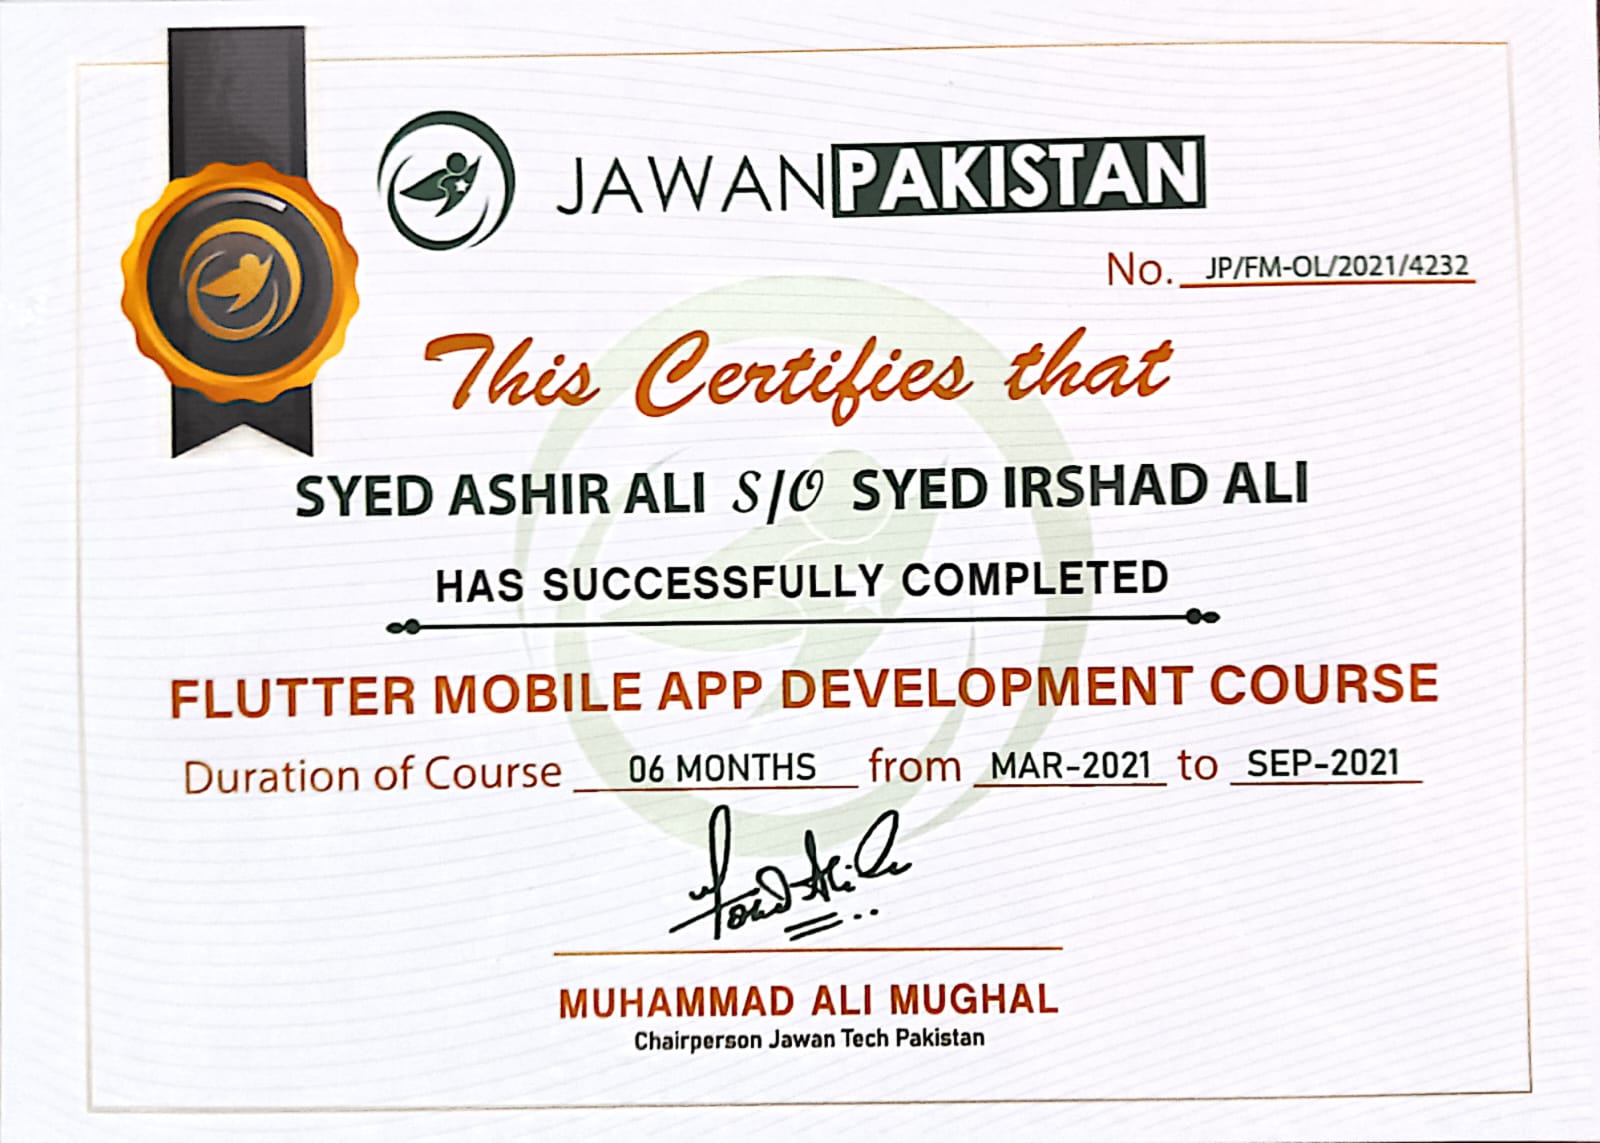 JAWANPAKISTAN
No. JP/FM-OL/2021/4232
This Certifies that
SYED ASHIR ALI S/O SYED IRSHAD ALI
HAS SUCCESSFULLY COMPLETED
FLUTTER MOBILE APP DEVELOPMENT COURSE
Duration of Course 06 MONTHS from MAR-2021 to SEP-2021
MUHAMMAD ALI MUGHAL
Chairperson Jawan Tech Pakistan